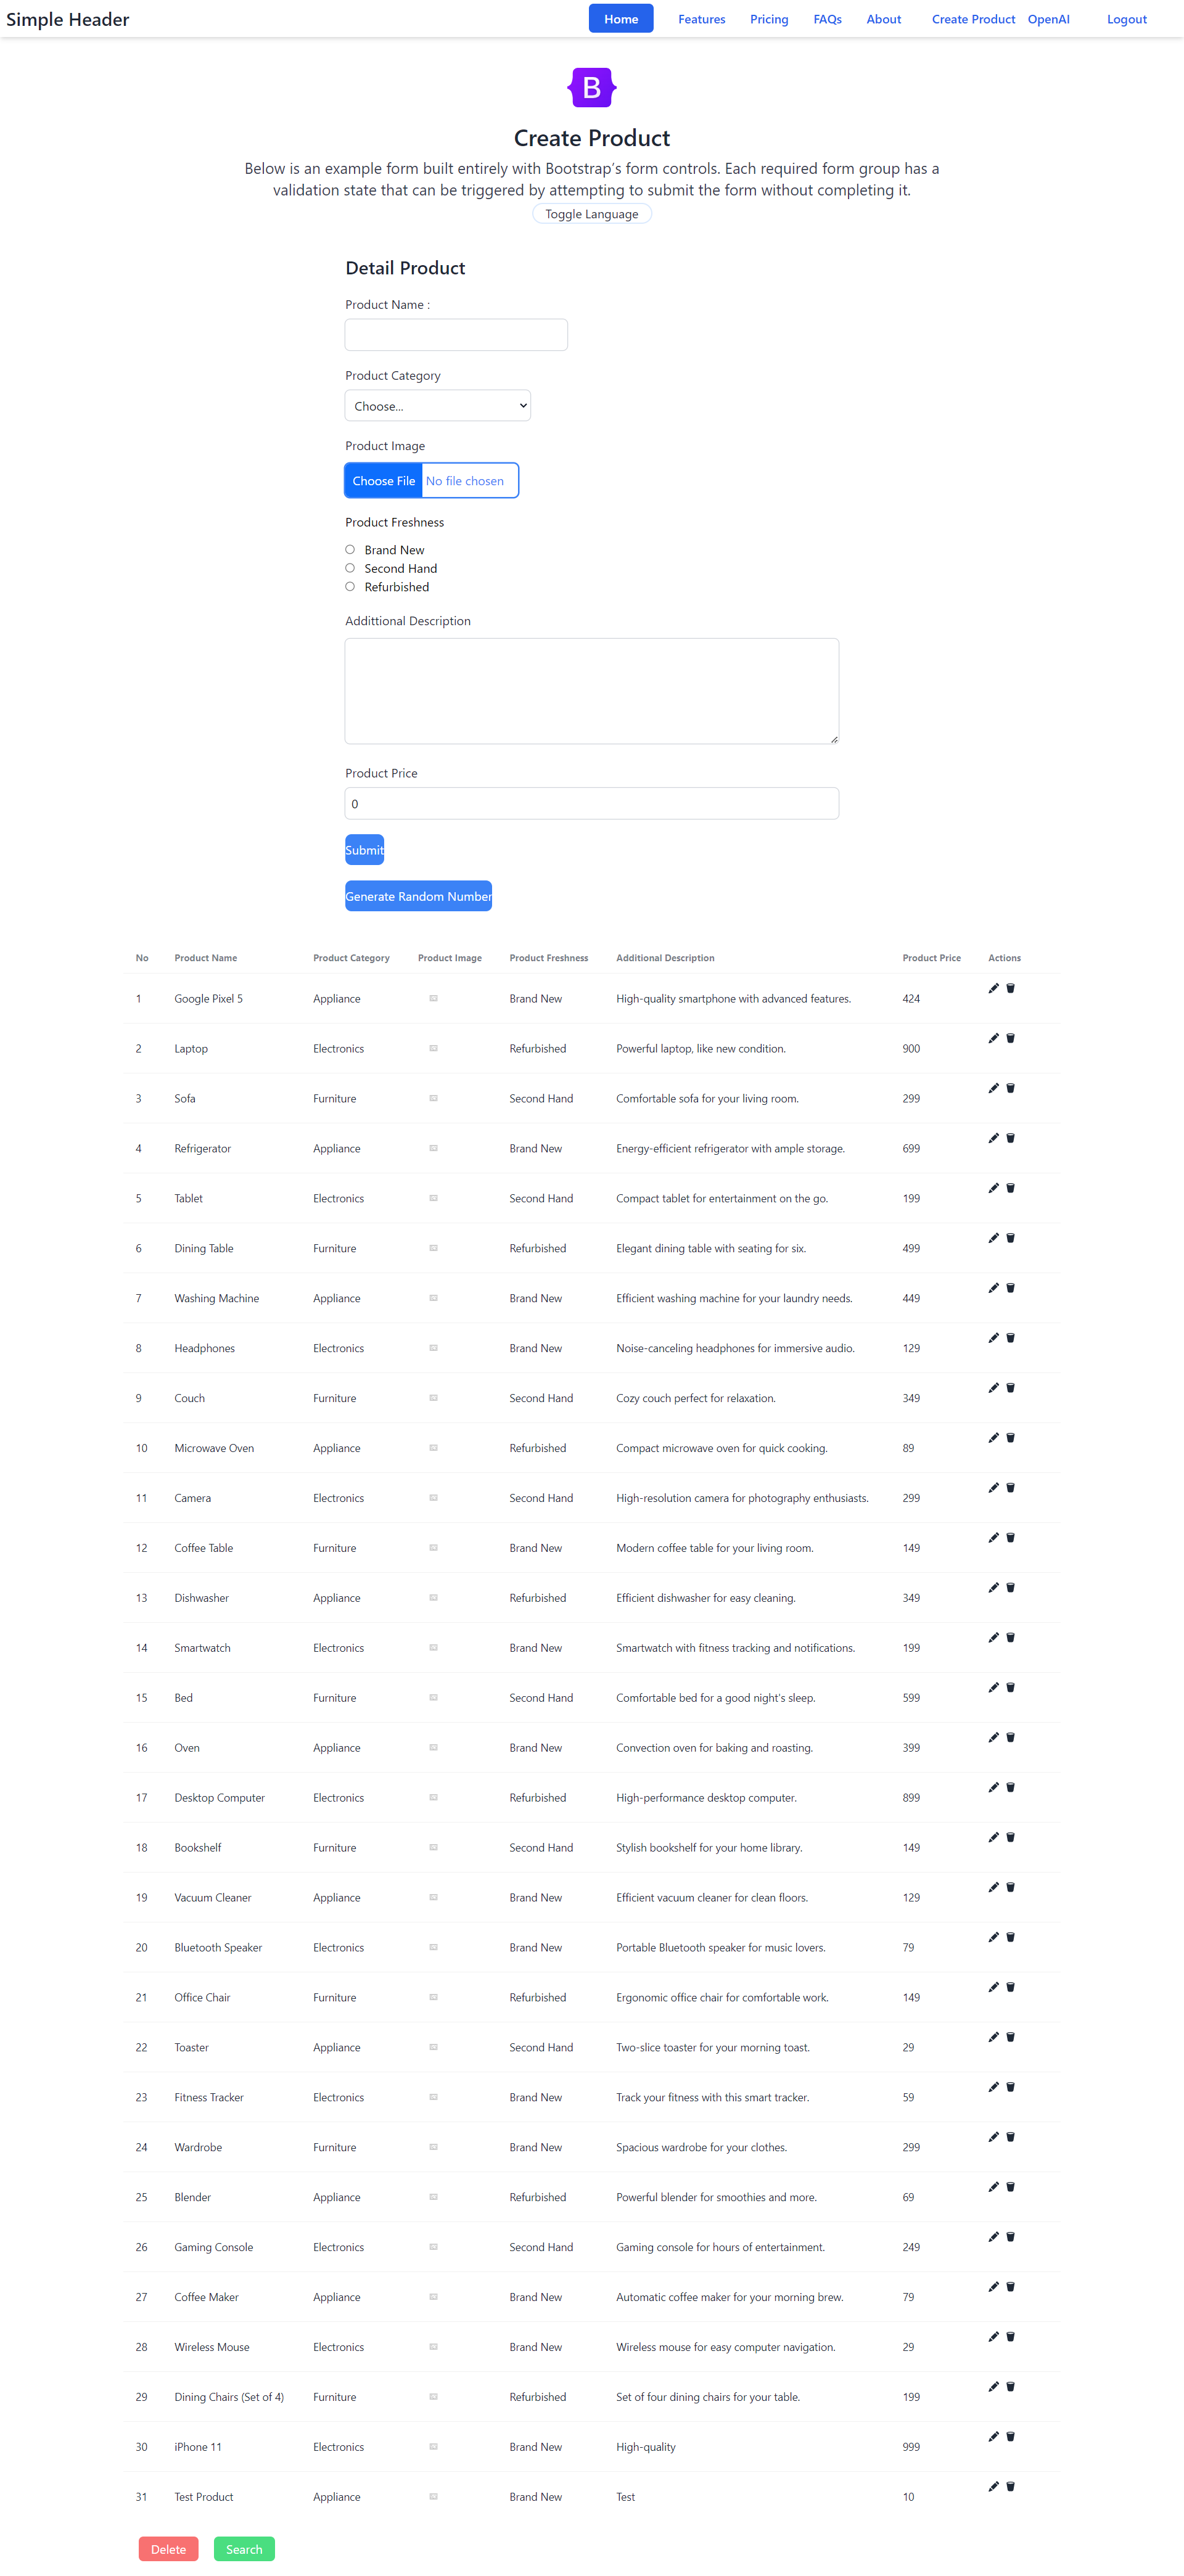 Simple Header Home Features Pricing FAQs About Create Product OpenAI Logout
B
Create Product
Below is an example form built entirely with Bootstrap’s form controls. Each required form group has a
validation state that can be triggered by attempting to submit the form without completing it.
Toggle Language
Detail Product
Product Name :
Product Category
Choose...
Product Image
Choose File No file chosen
Product Freshness
Brand New
Second Hand
Refurbished
Addittional Description
Product Price
0
Submit
Generate Random Number
No Product Name Product Category Product Image Product Freshness Additional Description Product Price Actions
1 Google Pixel 5 Appliance Brand New High-quality smartphone with advanced features. 424
2 Laptop Electronics Refurbished Powerful laptop, like new condition. 900
3 Sofa Furniture Second Hand Comfortable sofa for your living room. 299
4 Refrigerator Appliance Brand New Energy-efficient refrigerator with ample storage. 699
5 Tablet Electronics Second Hand Compact tablet for entertainment on the go. 199
6 Dining Table Furniture Refurbished Elegant dining table with seating for six. 499
7 Washing Machine Appliance Brand New Efficient washing machine for your laundry needs. 449
8 Headphones Electronics Brand New Noise-canceling headphones for immersive audio. 129
9 Couch Furniture Second Hand Cozy couch perfect for relaxation. 349
10 Microwave Oven Appliance Refurbished Compact microwave oven for quick cooking. 89
11 Camera Electronics Second Hand High-resolution camera for photography enthusiasts. 299
12 Coffee Table Furniture Brand New Modern coffee table for your living room. 149
13 Dishwasher Appliance Refurbished Efficient dishwasher for easy cleaning. 349
14 Smartwatch Electronics Brand New Smartwatch with fitness tracking and notifications. 199
15 Bed Furniture Second Hand Comfortable bed for a good night's sleep. 599
16 Oven Appliance Brand New Convection oven for baking and roasting. 399
17 Desktop Computer Electronics Refurbished High-performance desktop computer. 899
18 Bookshelf Furniture Second Hand Stylish bookshelf for your home library. 149
19 Vacuum Cleaner Appliance Brand New Efficient vacuum cleaner for clean floors. 129
20 Bluetooth Speaker Electronics Brand New Portable Bluetooth speaker for music lovers. 79
21 Office Chair Furniture Refurbished Ergonomic office chair for comfortable work. 149
22 Toaster Appliance Second Hand Two-slice toaster for your morning toast. 29
23 Fitness Tracker Electronics Brand New Track your fitness with this smart tracker. 59
24 Wardrobe Furniture Brand New Spacious wardrobe for your clothes. 299
25 Blender Appliance Refurbished Powerful blender for smoothies and more. 69
26 Gaming Console Electronics Second Hand Gaming console for hours of entertainment. 249
27 Coffee Maker Appliance Brand New Automatic coffee maker for your morning brew. 79
28 Wireless Mouse Electronics Brand New Wireless mouse for easy computer navigation. 29
29 Dining Chairs (Set of 4) Furniture Refurbished Set of four dining chairs for your table. 199
30 iPhone 11 Electronics Brand New High-quality 999
31 Test Product Appliance Brand New Test 10
Delete Search